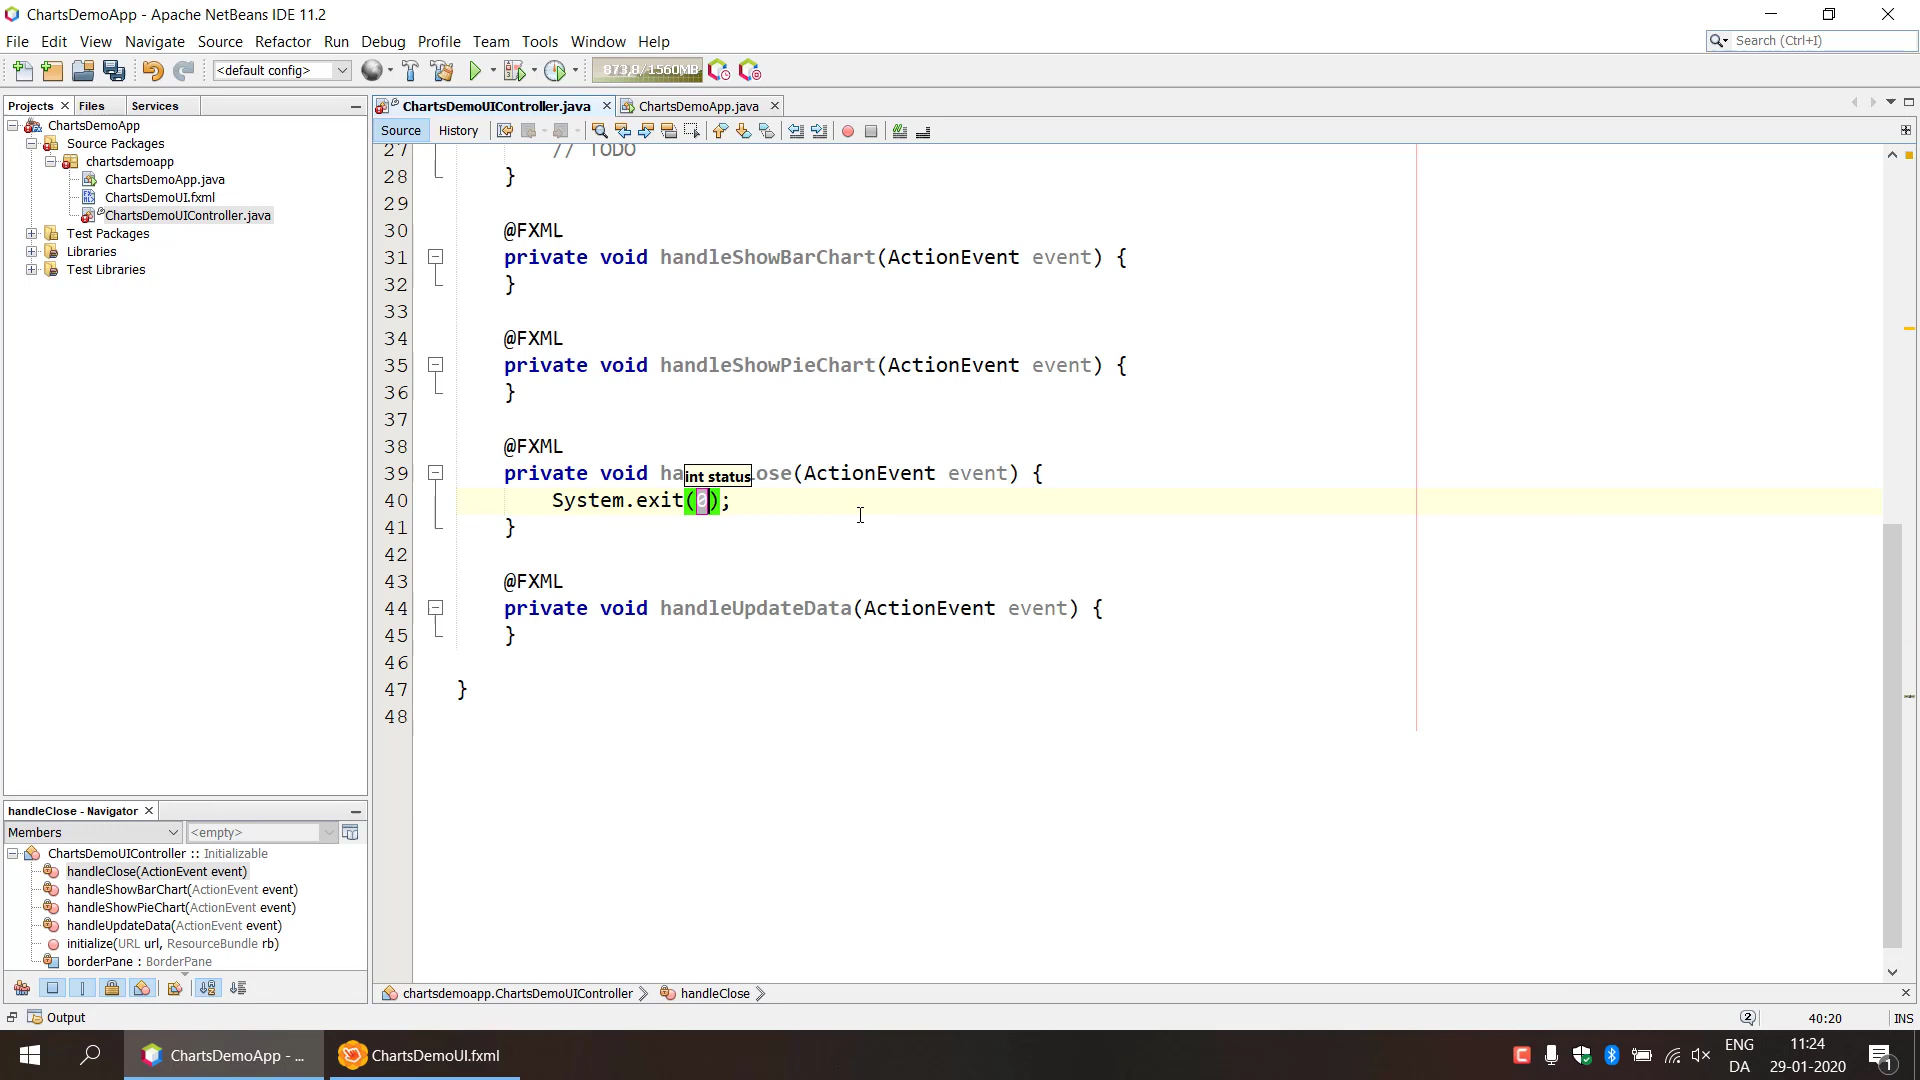 ChartsDemoApp - Apache NetBeans IDE 11.2
File Edit View Navigate Source Refactor Run Debug Profile Team Tools Window Help
Search (Ctrl+I)
<default config>
873,8/1560MB
Projects Files Services
ChartsDemoUIController.java ChartsDemoApp.java
Source History
ChartsDemoApp
Source Packages
chartsdemoapp
ChartsDemoApp.java
ChartsDemoUI.fxml
ChartsDemoUIController.java
Test Packages
Libraries
Test Libraries
27 // TODO
28 }
29
30 @FXML
31 private void handleShowBarChart(ActionEvent event) {
32 }
33
34 @FXML
35 private void handleShowPieChart(ActionEvent event) {
36 }
37
38 @FXML
39 private void ha ose(ActionEvent event) {
int status
40 System.exit(0);
41 }
42
43 @FXML
44 private void handleUpdateData(ActionEvent event) {
45 }
46
47 }
48
handleClose - Navigator
Members <empty>
ChartsDemoUIController :: Initializable
handleClose(ActionEvent event)
handleShowBarChart(ActionEvent event)
handleShowPieChart(ActionEvent event)
handleUpdateData(ActionEvent event)
initialize(URL url, ResourceBundle rb)
borderPane : BorderPane
chartsdemoapp.ChartsDemoUIController handleClose
Output
2 40:20 INS
ChartsDemoApp - ...
ChartsDemoUI.fxml
ENG
DA
11:24
29-01-2020
1